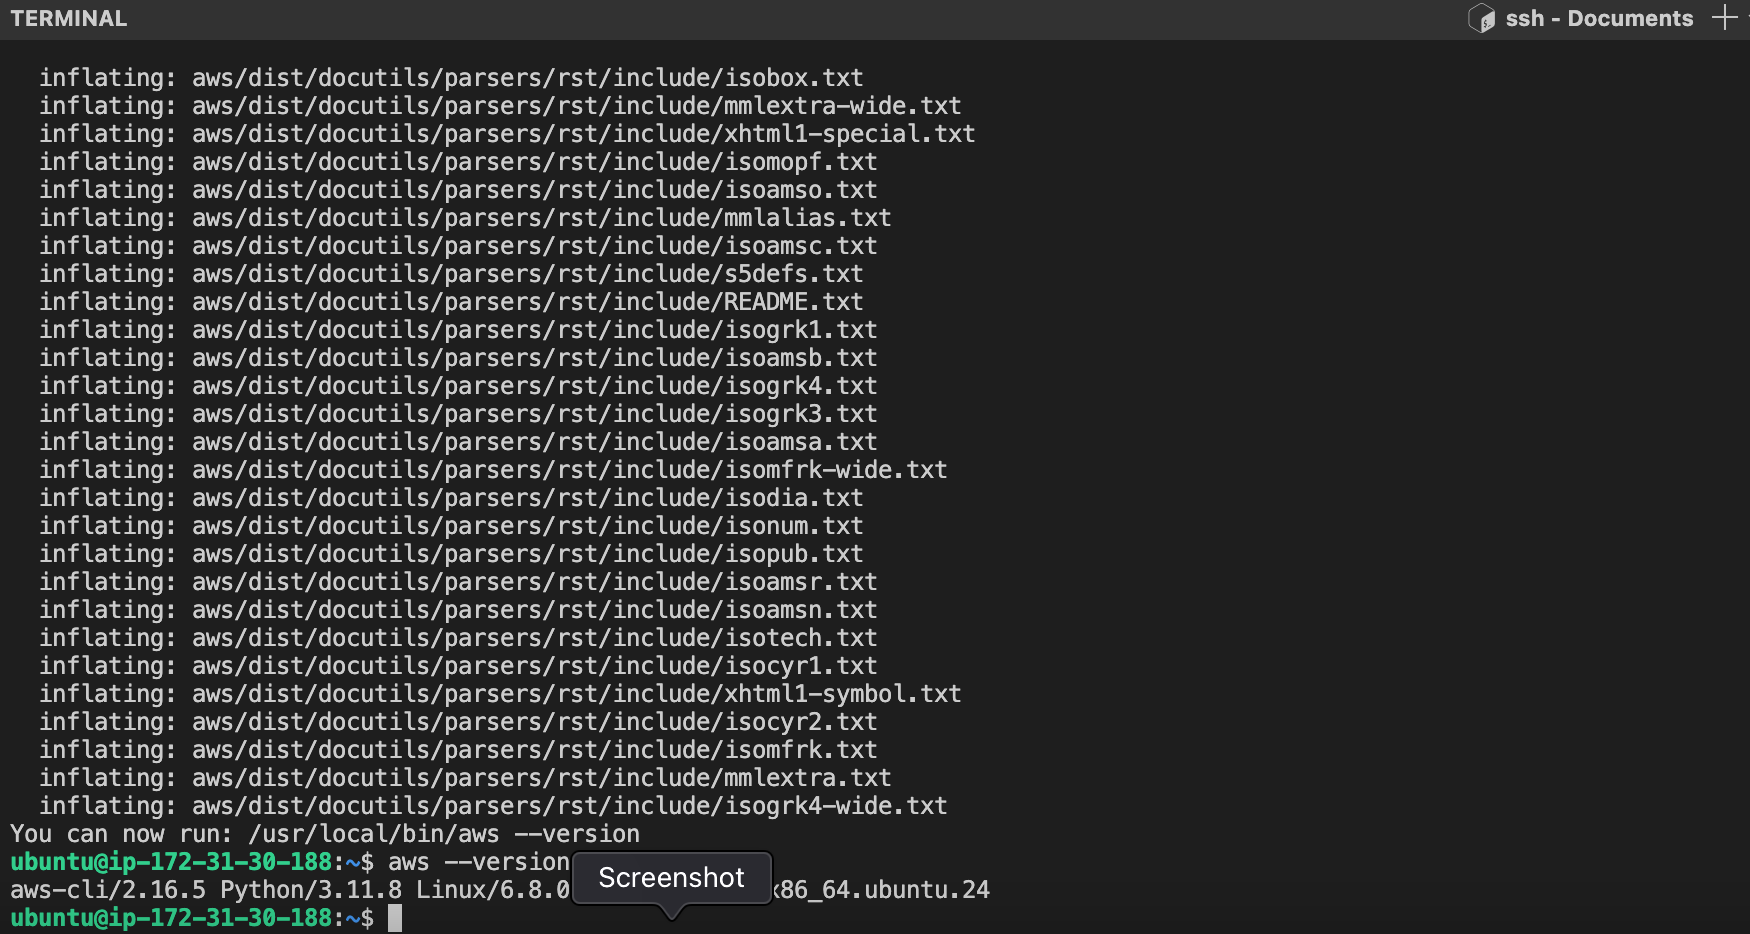 TERMINAL
ssh - Documents
inflating: aws/dist/docutils/parsers/rst/include/isobox.txt
inflating: aws/dist/docutils/parsers/rst/include/mmlextra-wide.txt
inflating: aws/dist/docutils/parsers/rst/include/xhtml1-special.txt
inflating: aws/dist/docutils/parsers/rst/include/isomopf.txt
inflating: aws/dist/docutils/parsers/rst/include/isoamso.txt
inflating: aws/dist/docutils/parsers/rst/include/mmlalias.txt
inflating: aws/dist/docutils/parsers/rst/include/isoamsc.txt
inflating: aws/dist/docutils/parsers/rst/include/s5defs.txt
inflating: aws/dist/docutils/parsers/rst/include/README.txt
inflating: aws/dist/docutils/parsers/rst/include/isogrk1.txt
inflating: aws/dist/docutils/parsers/rst/include/isoamsb.txt
inflating: aws/dist/docutils/parsers/rst/include/isogrk4.txt
inflating: aws/dist/docutils/parsers/rst/include/isogrk3.txt
inflating: aws/dist/docutils/parsers/rst/include/isoamsa.txt
inflating: aws/dist/docutils/parsers/rst/include/isomfrk-wide.txt
inflating: aws/dist/docutils/parsers/rst/include/isodia.txt
inflating: aws/dist/docutils/parsers/rst/include/isonum.txt
inflating: aws/dist/docutils/parsers/rst/include/isopub.txt
inflating: aws/dist/docutils/parsers/rst/include/isoamsr.txt
inflating: aws/dist/docutils/parsers/rst/include/isoamsn.txt
inflating: aws/dist/docutils/parsers/rst/include/isotech.txt
inflating: aws/dist/docutils/parsers/rst/include/isocyr1.txt
inflating: aws/dist/docutils/parsers/rst/include/xhtml1-symbol.txt
inflating: aws/dist/docutils/parsers/rst/include/isocyr2.txt
inflating: aws/dist/docutils/parsers/rst/include/isomfrk.txt
inflating: aws/dist/docutils/parsers/rst/include/mmlextra.txt
inflating: aws/dist/docutils/parsers/rst/include/isogrk4-wide.txt
You can now run: /usr/local/bin/aws --version
ubuntu@ip-172-31-30-188:~$ aws --version
Screenshot
aws-cli/2.16.5 Python/3.11.8 Linux/6.8.0 x86_64.ubuntu.24
ubuntu@ip-172-31-30-188:~$